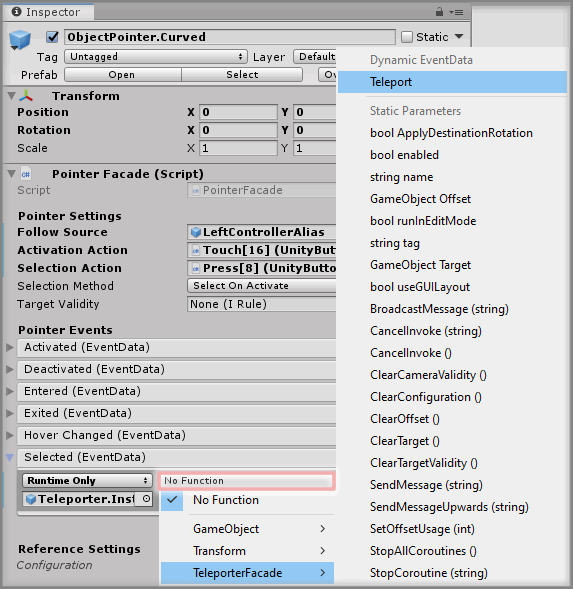 Inspector
ObjectPointer.Curved
Static
Tag Untagged Layer Default
Prefab Open Select
Transform
Position X 0 Y 0
Rotation X 0 Y 0
Scale X 1 Y 1
Pointer Facade (Script)
Script PointerFacade
Pointer Settings
Follow Source LeftControllerAlias
Activation Action Touch[16] (UnityButto
Selection Action Press[8] (UnityButto
Selection Method Select On Activate
Target Validity None (I Rule)
Pointer Events
Activated (EventData)
Deactivated (EventData)
Entered (EventData)
Exited (EventData)
Hover Changed (EventData)
Selected (EventData)
Runtime Only No Function
Teleporter.Inst
No Function
GameObject
Transform
TeleporterFacade
Reference Settings
Configuration
Dynamic EventData
Teleport
Static Parameters
bool ApplyDestinationRotation
bool enabled
string name
GameObject Offset
bool runInEditMode
string tag
GameObject Target
bool useGUILayout
BroadcastMessage (string)
CancelInvoke (string)
CancelInvoke ()
ClearCameraValidity ()
ClearConfiguration ()
ClearOffset ()
ClearTarget ()
ClearTargetValidity ()
SendMessage (string)
SendMessageUpwards (string)
SetOffsetUsage (int)
StopAllCoroutines ()
StopCoroutine (string)